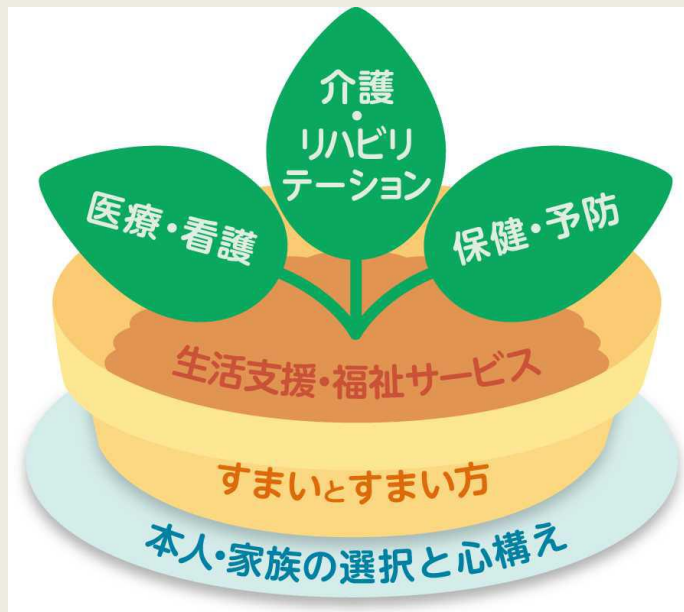 介護
・
リハビリ
テーション
医療・看護
保健・予防
生活支援・福祉サービス
すまいとすまい方
本人・家族の選択と心構え